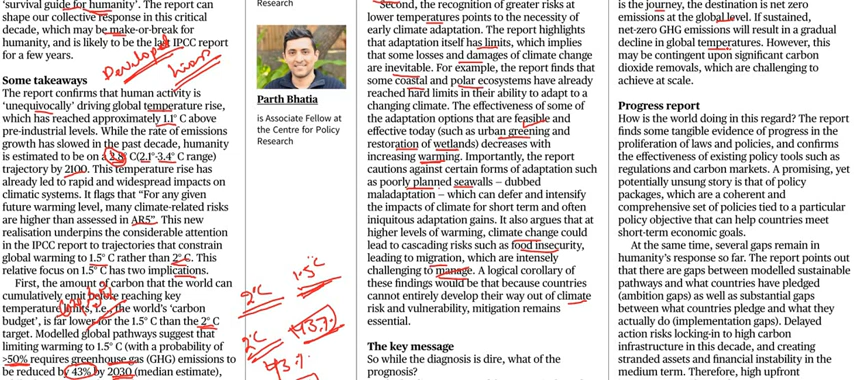 'survival guide for humanity'. The report can
shape our collective response in this critical
decade, which may be make-or-break for
humanity, and is likely to be the last IPCC report
for a few years.
Developed
Some takeaways
The report confirms that human activity is
'unequivocally' driving global temperature rise,
which has reached approximately 1.1° C above
pre-industrial levels. While the rate of emissions
growth has slowed in the past decade, humanity
is estimated to be on a 2.8° C(2.1°-3.4° C range)
trajectory by 2100. This temperature rise has
already led to rapid and widespread impacts on
climatic systems. It flags that "For any given
future warming level, many climate-related risks
are higher than assessed in AR5". This new
realisation underpins the considerable attention
in the IPCC report to trajectories that constrain
global warming to 1.5° C rather than 2° C. This
relative focus on 1.5° C has two implications.
First, the amount of carbon that the world can
cumulatively emit before reaching key
temperature limits, i.e., the world's 'carbon
budget', is far lower for the 1.5° C than the 2° C
target. Modelled global pathways suggest that
limiting warming to 1.5° C (with a probability of
>50% requires greenhouse gas (GHG) emissions to
be reduced by 43% by 2030 (median estimate),
Research
Parth Bhatia
is Associate Fellow at
the Centre for Policy
Research
1.5°C
2°C
43%
2°C
43%
Second, the recognition of greater risks at
lower temperatures points to the necessity of
early climate adaptation. The report highlights
that adaptation itself has limits, which implies
that some losses and damages of climate change
are inevitable. For example, the report finds that
some coastal and polar ecosystems have already
reached hard limits in their ability to adapt to a
changing climate. The effectiveness of some of
the adaptation options that are feasible and
effective today (such as urban greening and
restoration of wetlands) decreases with
increasing warming. Importantly, the report
cautions against certain forms of adaptation such
as poorly planned seawalls – dubbed
maladaptation – which can defer and intensify
the impacts of climate for short term and often
iniquitous adaptation gains. It also argues that at
higher levels of warming, climate change could
lead to cascading risks such as food insecurity,
leading to migration, which are intensely
challenging to manage. A logical corollary of
these findings would be that because countries
cannot entirely develop their way out of climate
risk and vulnerability, mitigation remains
essential.
The key message
So while the diagnosis is dire, what of the
prognosis?
is the journey, the destination is net zero
emissions at the global level. If sustained,
net-zero GHG emissions will result in a gradual
decline in global temperatures. However, this
may be contingent upon significant carbon
dioxide removals, which are challenging to
achieve at scale.
Progress report
How is the world doing in this regard? The report
finds some tangible evidence of progress in the
proliferation of laws and policies, and confirms
the effectiveness of existing policy tools such as
regulations and carbon markets. A promising, yet
potentially unsung story is that of policy
packages, which are a coherent and
comprehensive set of policies tied to a particular
policy objective that can help countries meet
short-term economic goals.
At the same time, several gaps remain in
humanity's response so far. The report points out
that there are gaps between modelled sustainable
pathways and what countries have pledged
(ambition gaps) as well as substantial gaps
between what countries pledge and what they
actually do (implementation gaps). Delayed
action risks locking-in to high carbon
infrastructure in this decade, and creating
stranded assets and financial instability in the
medium term. Therefore, high upfront